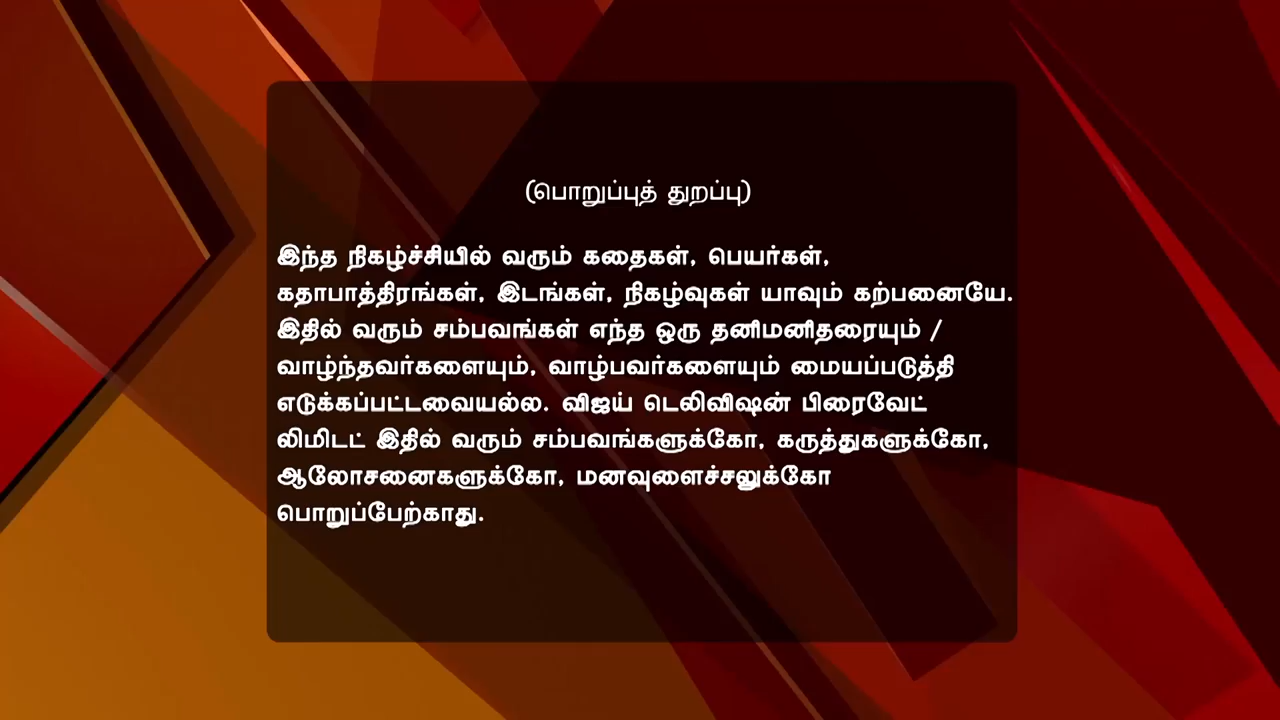 (பொறுப்புத் துறப்பு)
இந்த நிகழ்ச்சியில் வரும் கதைகள், பெயர்கள்,
கதாபாத்திரங்கள், இடங்கள், நிகழ்வுகள் யாவும் கற்பனையே.
இதில் வரும் சம்பவங்கள் எந்த ஒரு தனிமனிதரையும் /
வாழ்ந்தவர்களையும், வாழ்பவர்களையும் மையப்படுத்தி
எடுக்கப்பட்டவையல்ல. விஜய் டெலிவிஷன் பிரைவேட்
லிமிடட் இதில் வரும் சம்பவங்களுக்கோ, கருத்துகளுக்கோ,
ஆலோசனைகளுக்கோ, மனவுளைச்சலுக்கோ
பொறுப்பேற்காது.